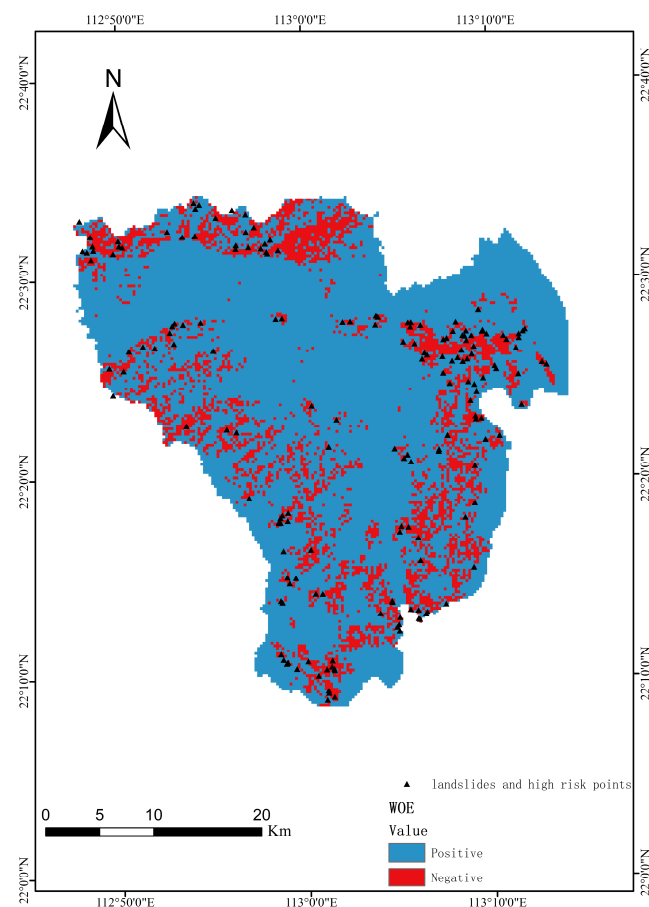 112°50'0"E 113°0'0"E 113°10'0"E
22°40'0"N
22°40'0"N
N
22°30'0"N
22°30'0"N
22°20'0"N
22°20'0"N
22°10'0"N
22°10'0"N
landslides and high risk points
WOE
Value
Positive
Negative
0 5 10 20
Km
22°0'0"N
22°0'0"N
112°50'0"E 113°0'0"E 113°10'0"E